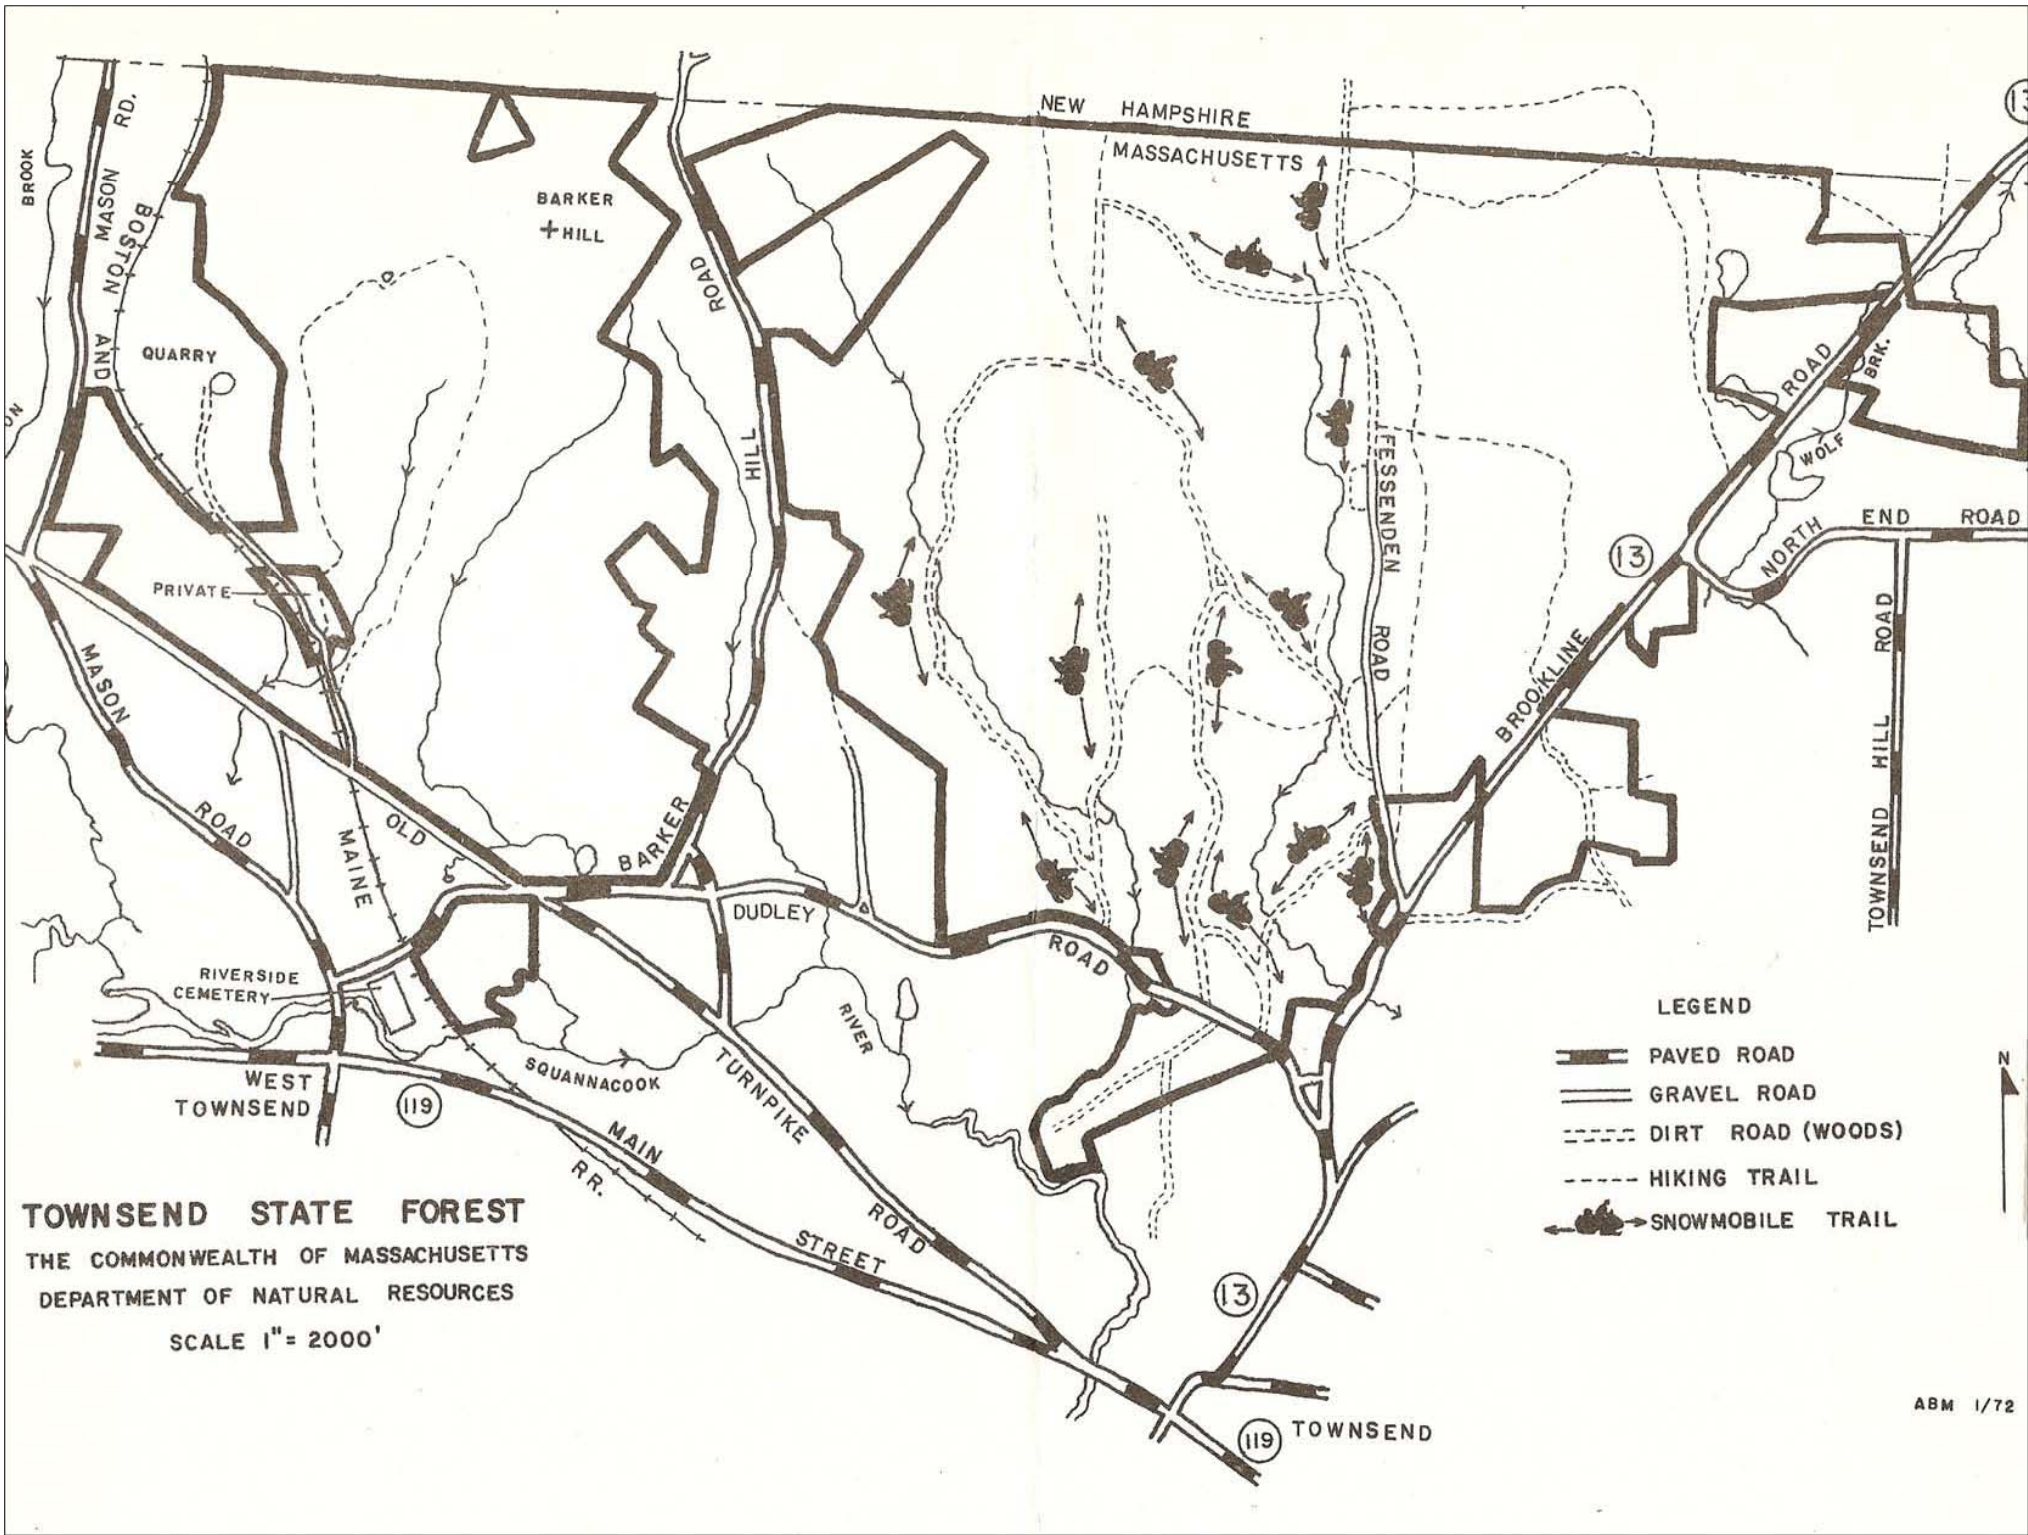 13
NEW HAMPSHIRE
MASSACHUSETTS
BROOK
MASON RD.
BOSTON AND
MAINE
RR.
BARKER
HILL
QUARRY
PRIVATE
BARKER HILL ROAD
FESSENDEN ROAD
BRK.
WOLF
NORTH END ROAD
13
BROOKLINE ROAD
TOWNSEND HILL ROAD
MASON ROAD
OLD TURNPIKE ROAD
DUDLEY ROAD
RIVERSIDE
CEMETERY
SQUANNACOOK RIVER
WEST
TOWNSEND
119
MAIN STREET
13
119
TOWNSEND
LEGEND
PAVED ROAD
GRAVEL ROAD
DIRT ROAD (WOODS)
HIKING TRAIL
SNOWMOBILE TRAIL
N
TOWNSEND STATE FOREST
THE COMMONWEALTH OF MASSACHUSETTS
DEPARTMENT OF NATURAL RESOURCES
SCALE 1"= 2000'
ABM 1/72